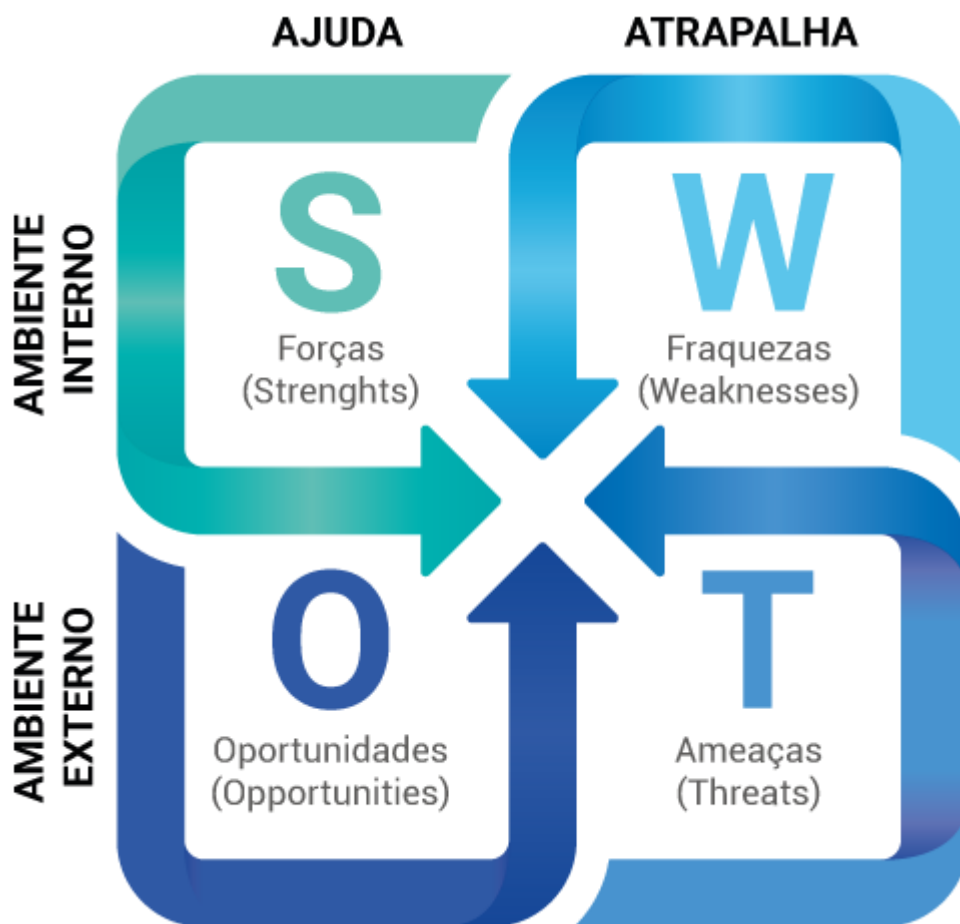 AJUDA
ATRAPALHA
AMBIENTE
INTERNO
S
Forças
(Strenghts)
W
Fraquezas
(Weaknesses)
AMBIENTE
EXTERNO
O
Oportunidades
(Opportunities)
T
Ameaças
(Threats)